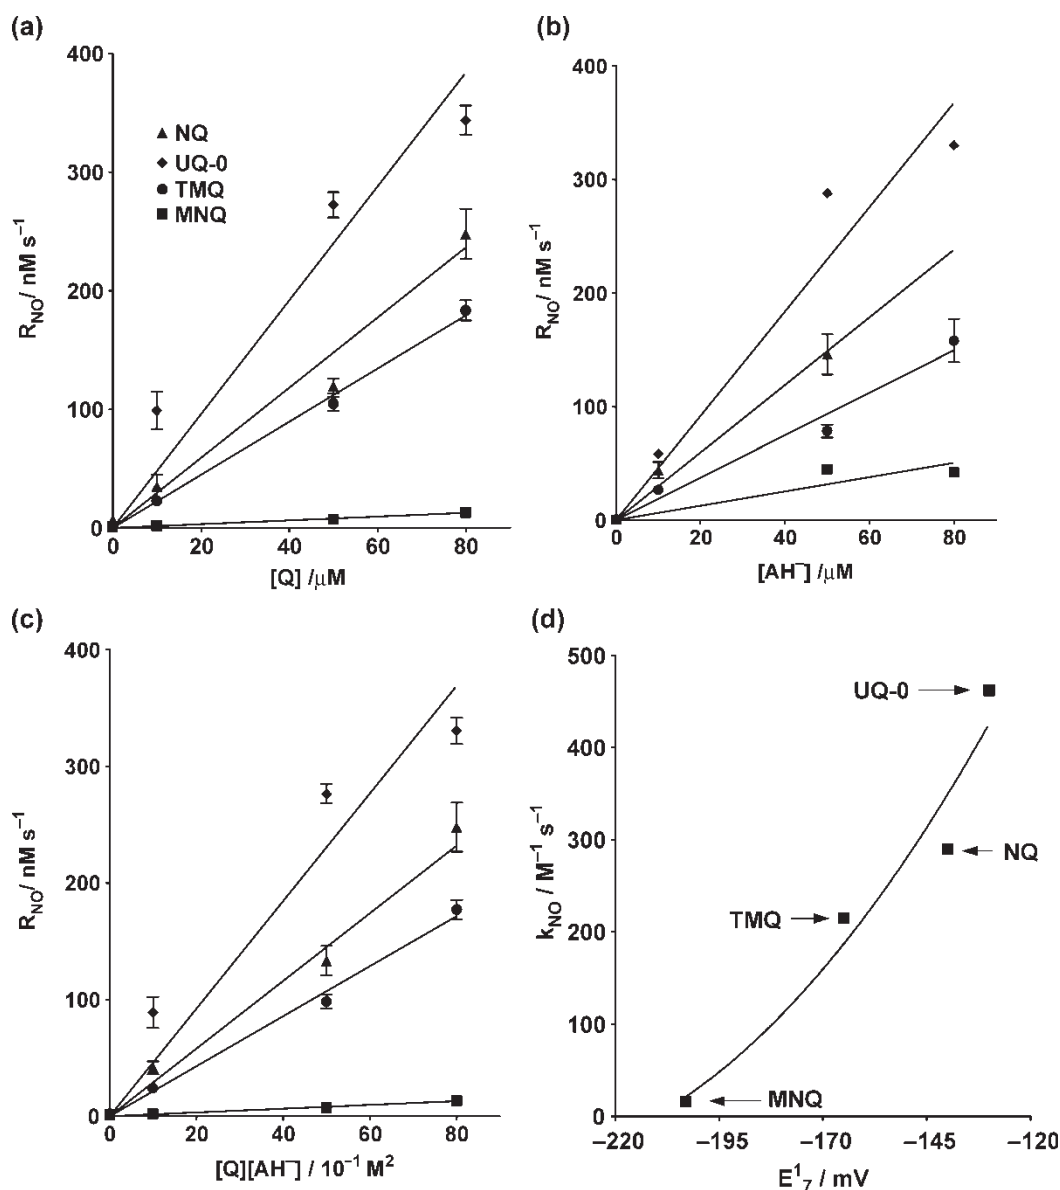 (a)
400
300
200
100
0
R_NO / nM s⁻¹
NQ
UQ-0
TMQ
MNQ
0 20 40 60 80
[Q] /μM
(b)
400
300
200
100
0
R_NO / nM s⁻¹
0 20 40 60 80
[AH⁻] /μM
(c)
400
300
200
100
0
R_NO / nM s⁻¹
0 20 40 60 80
[Q][AH⁻] / 10⁻¹ M²
(d)
500
400
300
200
100
0
k_NO / M⁻¹ s⁻¹
UQ-0
NQ
TMQ
MNQ
–220 –195 –170 –145 –120
E¹₇ / mV